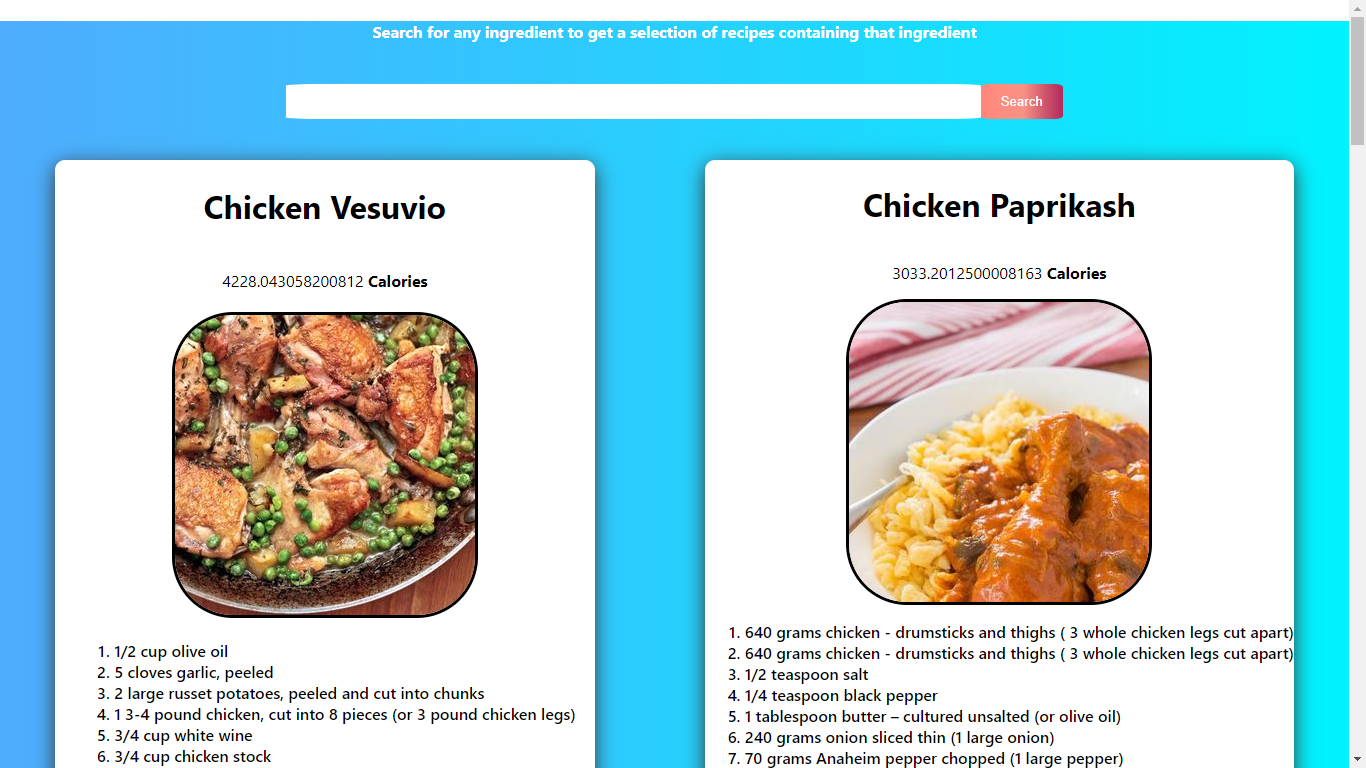 Search for any ingredient to get a selection of recipes containing that ingredient
Search
Chicken Vesuvio
4228.043058200812 Calories
1. 1/2 cup olive oil
2. 5 cloves garlic, peeled
3. 2 large russet potatoes, peeled and cut into chunks
4. 1 3-4 pound chicken, cut into 8 pieces (or 3 pound chicken legs)
5. 3/4 cup white wine
6. 3/4 cup chicken stock
Chicken Paprikash
3033.2012500008163 Calories
1. 640 grams chicken - drumsticks and thighs ( 3 whole chicken legs cut apart)
2. 640 grams chicken - drumsticks and thighs ( 3 whole chicken legs cut apart)
3. 1/2 teaspoon salt
4. 1/4 teaspoon black pepper
5. 1 tablespoon butter – cultured unsalted (or olive oil)
6. 240 grams onion sliced thin (1 large onion)
7. 70 grams Anaheim pepper chopped (1 large pepper)